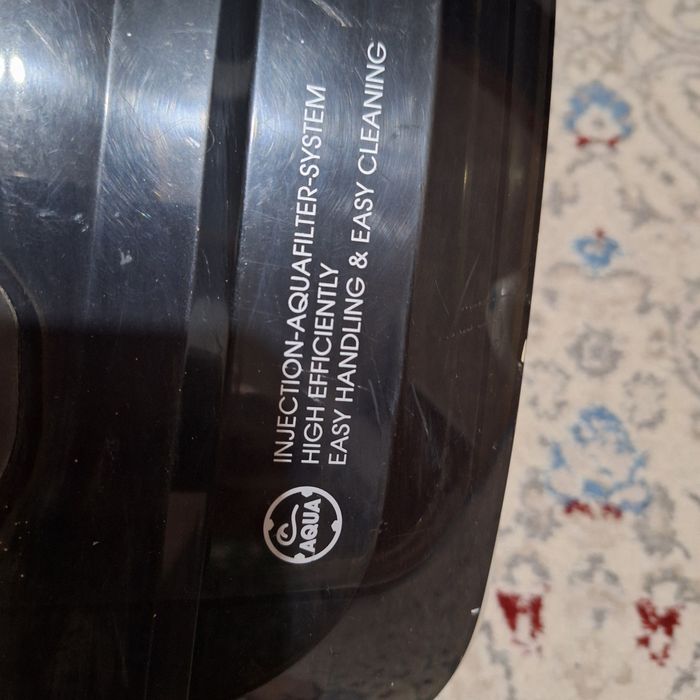 INJECTION-AQUAFILTER-SYSTEM
HIGH EFFICIENTLY
EASY HANDLING & EASY CLEANING
AQUA